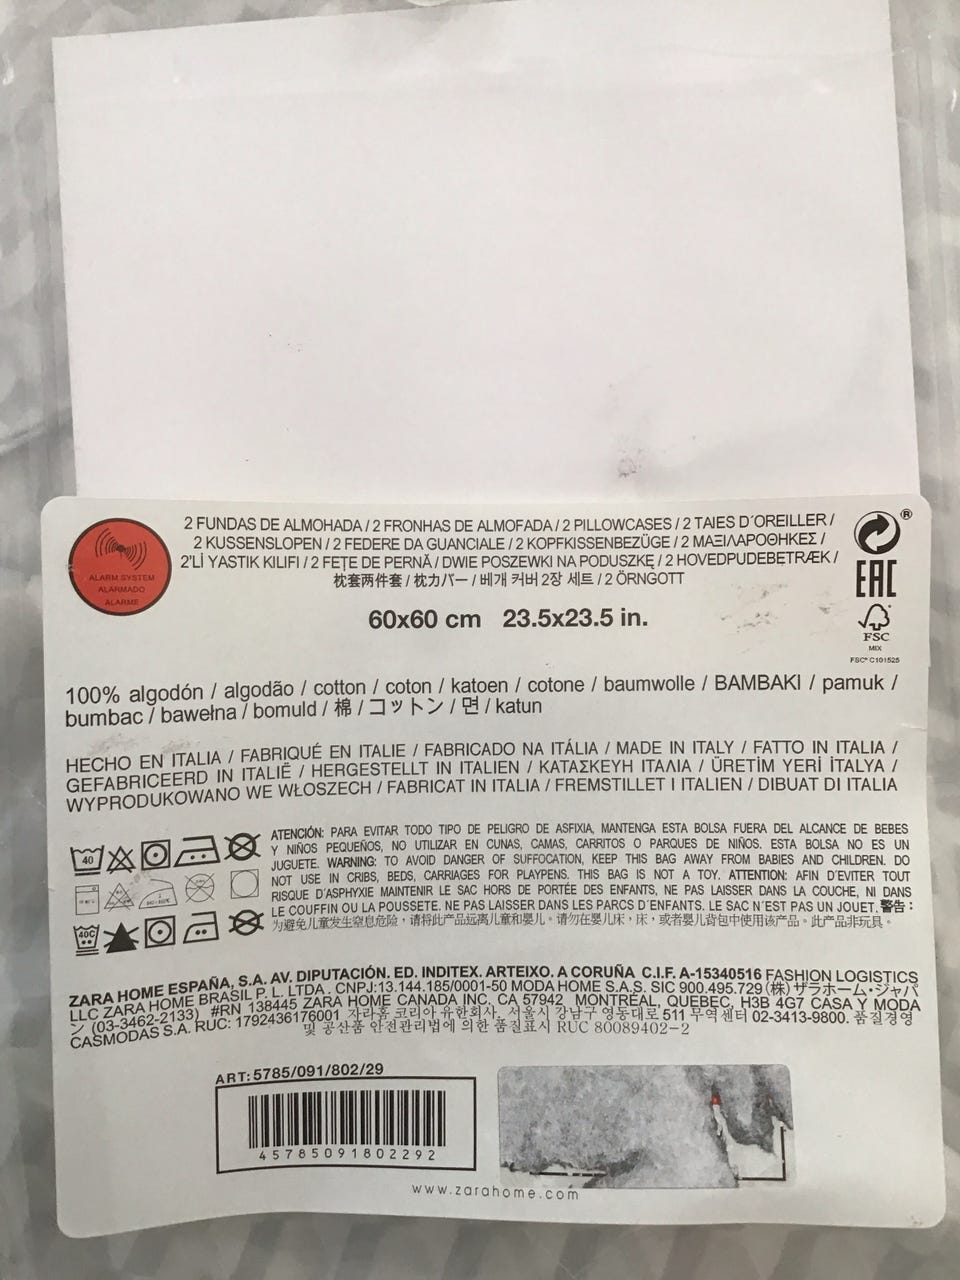 2 FUNDAS DE ALMOHADA / 2 FRONHAS DE ALMOFADA / 2 PILLOWCASES / 2 TAIES D´OREILLER /
2 KUSSENSLOPEN / 2 FEDERE DA GUANCIALE / 2 KOPFKISSENBEZÜGE / 2 ΜΑΞΙΛΑΡΟΘΗΚΕΣ /
2'Lİ YASTIK KILIFI / 2 FEȚE DE PERNĂ / DWIE POSZEWKI NA PODUSZKĘ / 2 HOVEDPUDEBETRÆK /
枕套两件套 / 枕カバー / 베개 커버 2장 세트 / 2 ÖRNGOTT
60x60 cm 23.5x23.5 in.
ALARM SYSTEM
ALARMADO
ALARME
®
EAC
FSC
MIX
FSC® C101525
100% algodón / algodão / cotton / coton / katoen / cotone / baumwolle / BAMBAKI / pamuk /
bumbac / bawełna / bomuld / 棉 / コットン / 면 / katun
HECHO EN ITALIA / FABRIQUÉ EN ITALIE / FABRICADO NA ITÁLIA / MADE IN ITALY / FATTO IN ITALIA /
GEFABRICEERD IN ITALIË / HERGESTELLT IN ITALIEN / ΚΑΤΑΣΚΕΥΗ ΙΤΑΛΙΑ / ÜRETİM YERİ İTALYA /
WYPRODUKOWANO WE WŁOSZECH / FABRICAT IN ITALIA / FREMSTILLET I ITALIEN / DIBUAT DI ITALIA
40
40C
ATENCIÓN: PARA EVITAR TODO TIPO DE PELIGRO DE ASFIXIA, MANTENGA ESTA BOLSA FUERA DEL ALCANCE DE BEBES
Y NIÑOS PEQUEÑOS, NO UTILIZAR EN CUNAS, CAMAS, CARRITOS O PARQUES DE NIÑOS. ESTA BOLSA NO ES UN
JUGUETE. WARNING: TO AVOID DANGER OF SUFFOCATION, KEEP THIS BAG AWAY FROM BABIES AND CHILDREN. DO
NOT USE IN CRIBS, BEDS, CARRIAGES FOR PLAYPENS. THIS BAG IS NOT A TOY. ATTENTION: AFIN D´EVITER TOUT
RISQUE D´ASPHYXIE MAINTENIR LE SAC HORS DE PORTÉE DES ENFANTS, NE PAS LAISSER DANS LA COUCHE, NI DANS
LE COUFFIN OU LA POUSSETE. NE PAS LAISSER DANS LES PARCS D´ENFANTS. LE SAC N´EST PAS UN JOUET. 警告：
为避免儿童发生窒息危险，请将此产品远离儿童和婴儿。请勿在婴儿床，床，或者婴儿背包中使用该产品。此产品非玩具。
ZARA HOME ESPAÑA, S.A. AV. DIPUTACIÓN. ED. INDITEX. ARTEIXO. A CORUÑA C.I.F. A-15340516 FASHION LOGISTICS
LLC ZARA HOME BRASIL P. L. LTDA . CNPJ:13.144.185/0001-50 MODA HOME S.A.S. SIC 900.495.729 (株) ザラホーム・ジャパ
ン (03-3462-2133) #RN 138445 ZARA HOME CANADA INC. CA 57942 MONTRÉAL, QUEBEC, H3B 4G7 CASA Y MODA
CASMODAS S.A. RUC: 1792436176001 자라홈 코리아 유한회사. 서울시 강남구 영동대로 511 무역센터 02-3413-9800. 품질경영
및 공산품 안전관리법에 의한 품질표시 RUC 80089402-2
ART: 5785/091/802/29
45785091802292
www.zarahome.com